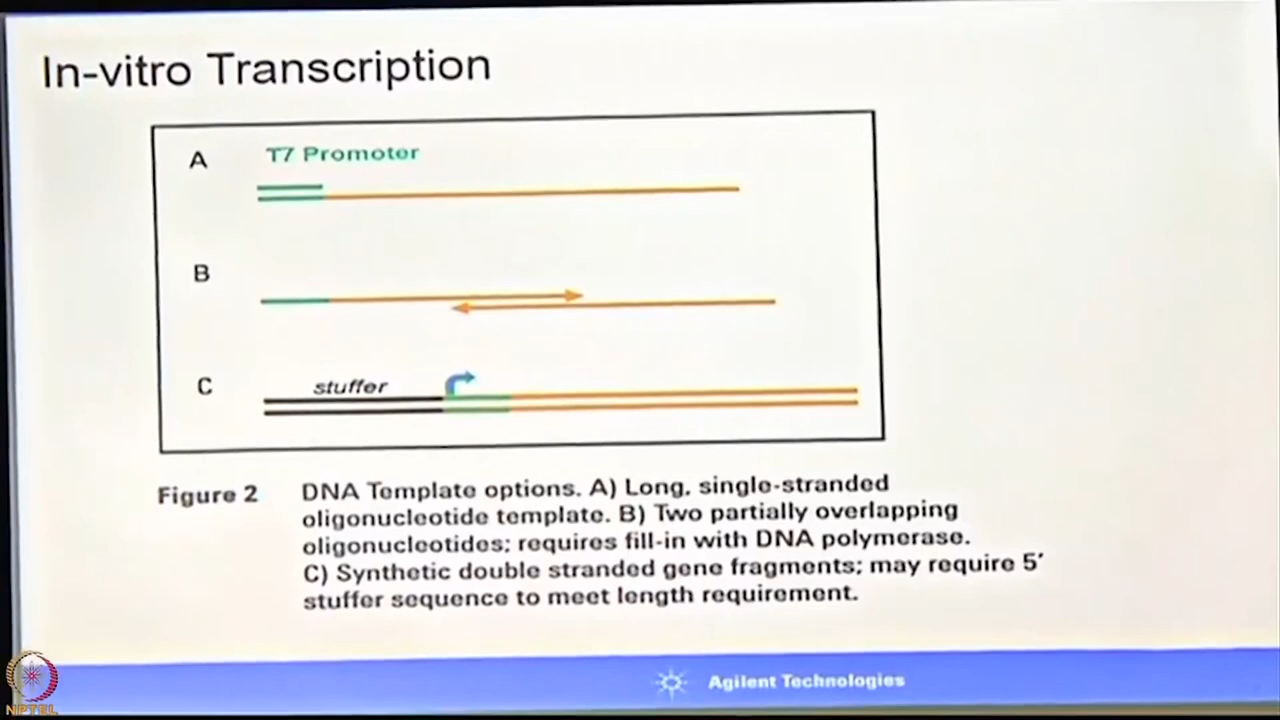 In-vitro Transcription
A
T7 Promoter
B
C
stuffer
Figure 2
DNA Template options. A) Long, single-stranded
oligonucleotide template. B) Two partially overlapping
oligonucleotides; requires fill-in with DNA polymerase.
C) Synthetic double stranded gene fragments; may require 5′
stuffer sequence to meet length requirement.
Agilent Technologies
NPTEL